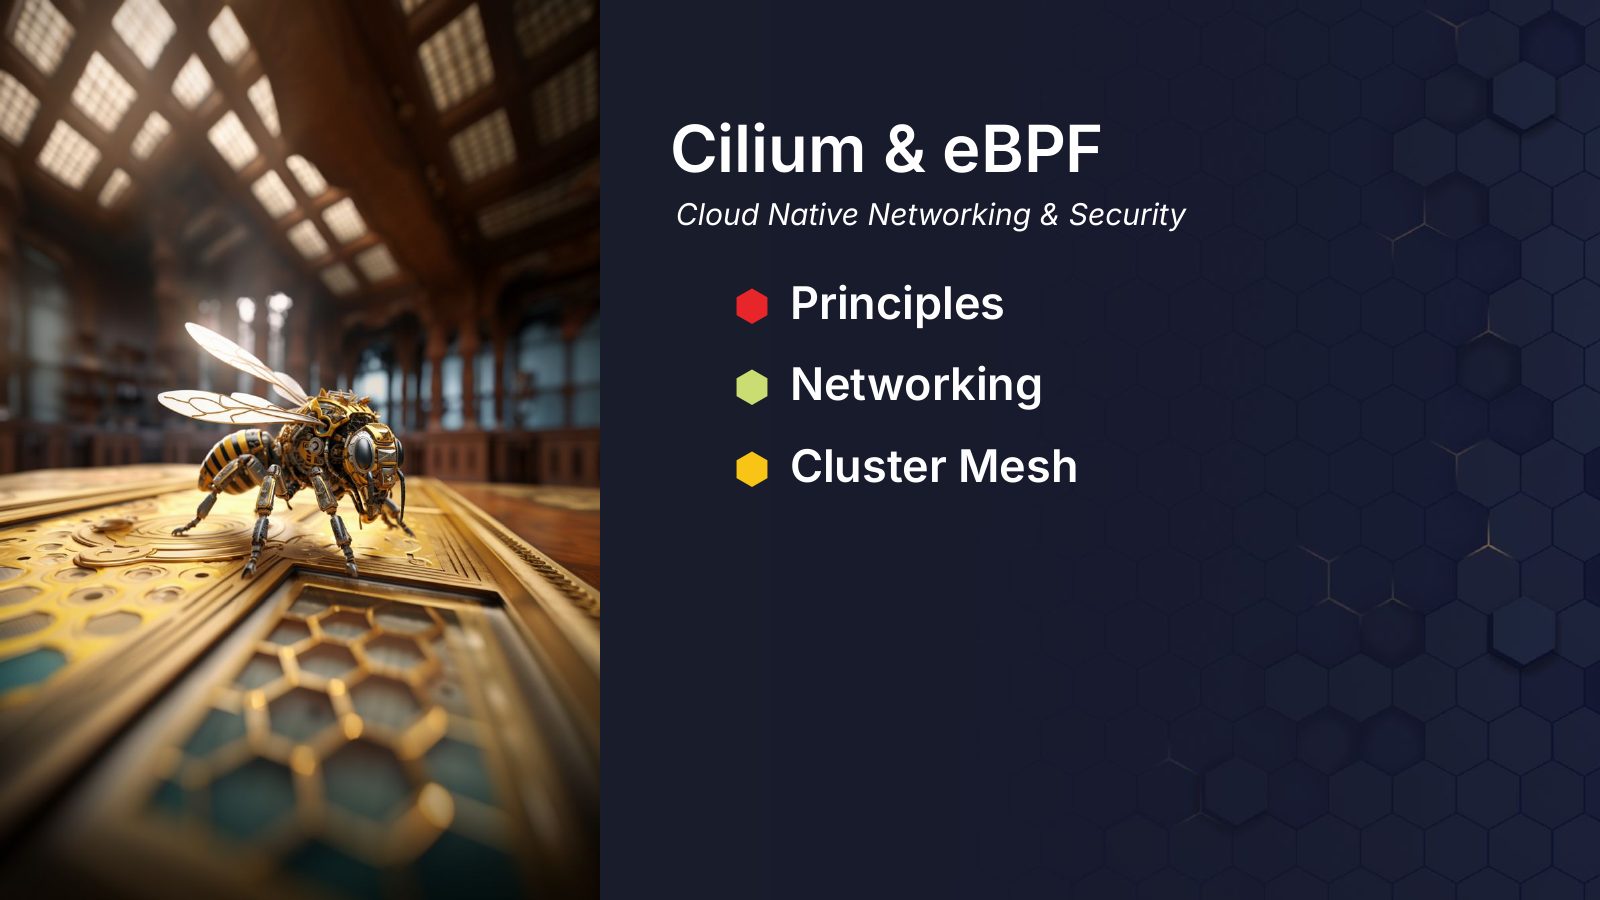 Cilium & eBPF
Cloud Native Networking & Security
Principles
Networking
Cluster Mesh